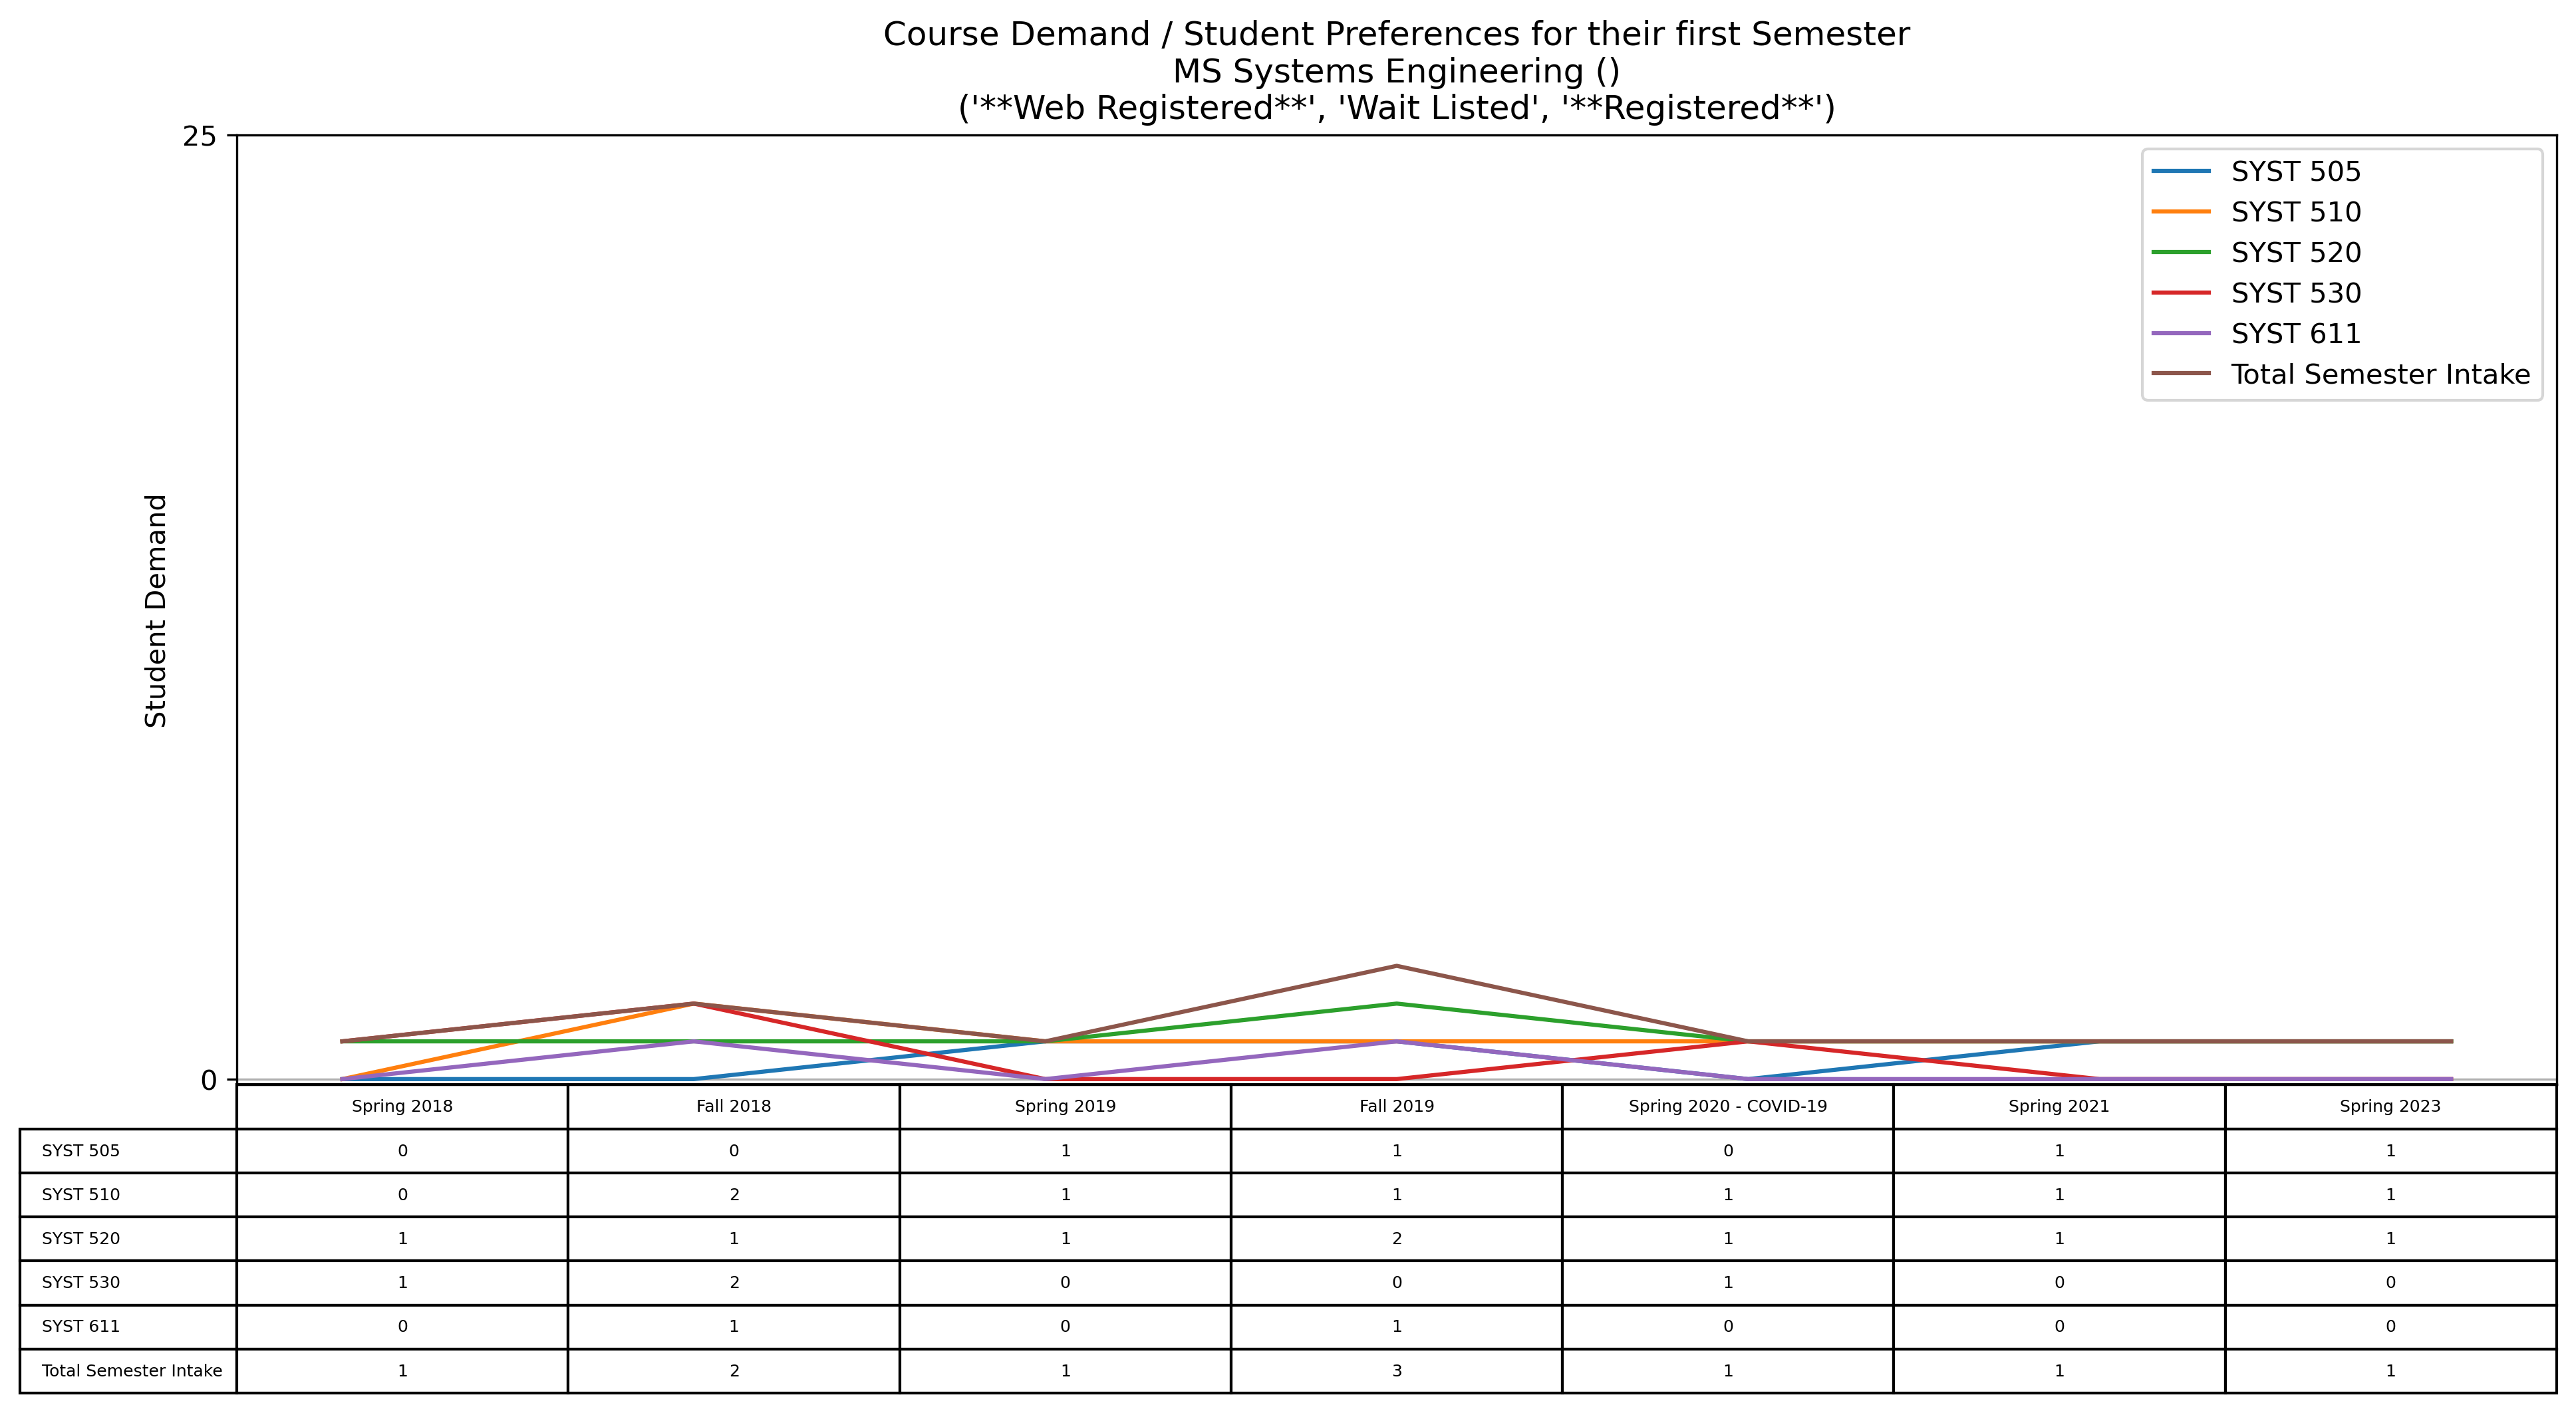 Course Demand / Student Preferences for their first Semester
MS Systems Engineering ()
('**Web Registered**', 'Wait Listed', '**Registered**')
25
SYST 505
SYST 510
SYST 520
SYST 530
SYST 611
Total Semester Intake
Student Demand
0
Spring 2018 Fall 2018 Spring 2019 Fall 2019 Spring 2020 - COVID-19 Spring 2021 Spring 2023
SYST 505 0 0 1 1 0 1 1
SYST 510 0 2 1 1 1 1 1
SYST 520 1 1 1 2 1 1 1
SYST 530 1 2 0 0 1 0 0
SYST 611 0 1 0 1 0 0 0
Total Semester Intake 1 2 1 3 1 1 1